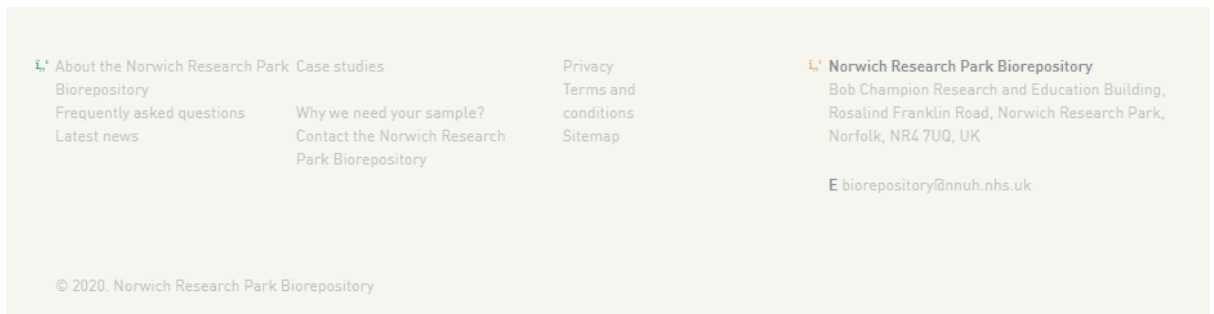 ï‚‘ About the Norwich Research Park
Biorepository
Frequently asked questions
Latest news
Case studies
Why we need your sample?
Contact the Norwich Research
Park Biorepository
Privacy
Terms and
conditions
Sitemap
ï‚‘ Norwich Research Park Biorepository
Bob Champion Research and Education Building,
Rosalind Franklin Road, Norwich Research Park,
Norfolk, NR4 7UQ, UK
E biorepository@nnuh.nhs.uk
© 2020. Norwich Research Park Biorepository